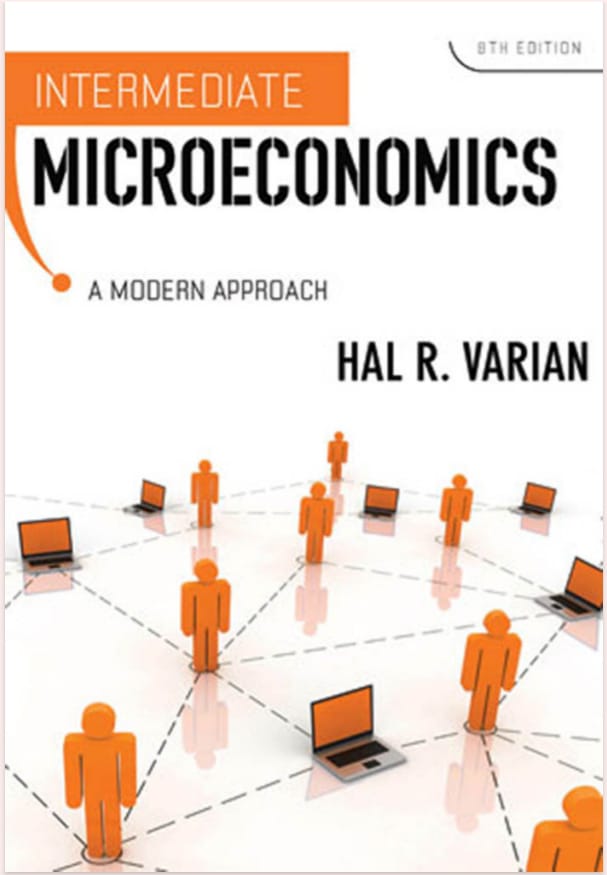 8TH EDITION
INTERMEDIATE
MICROECONOMICS
A MODERN APPROACH
HAL R. VARIAN